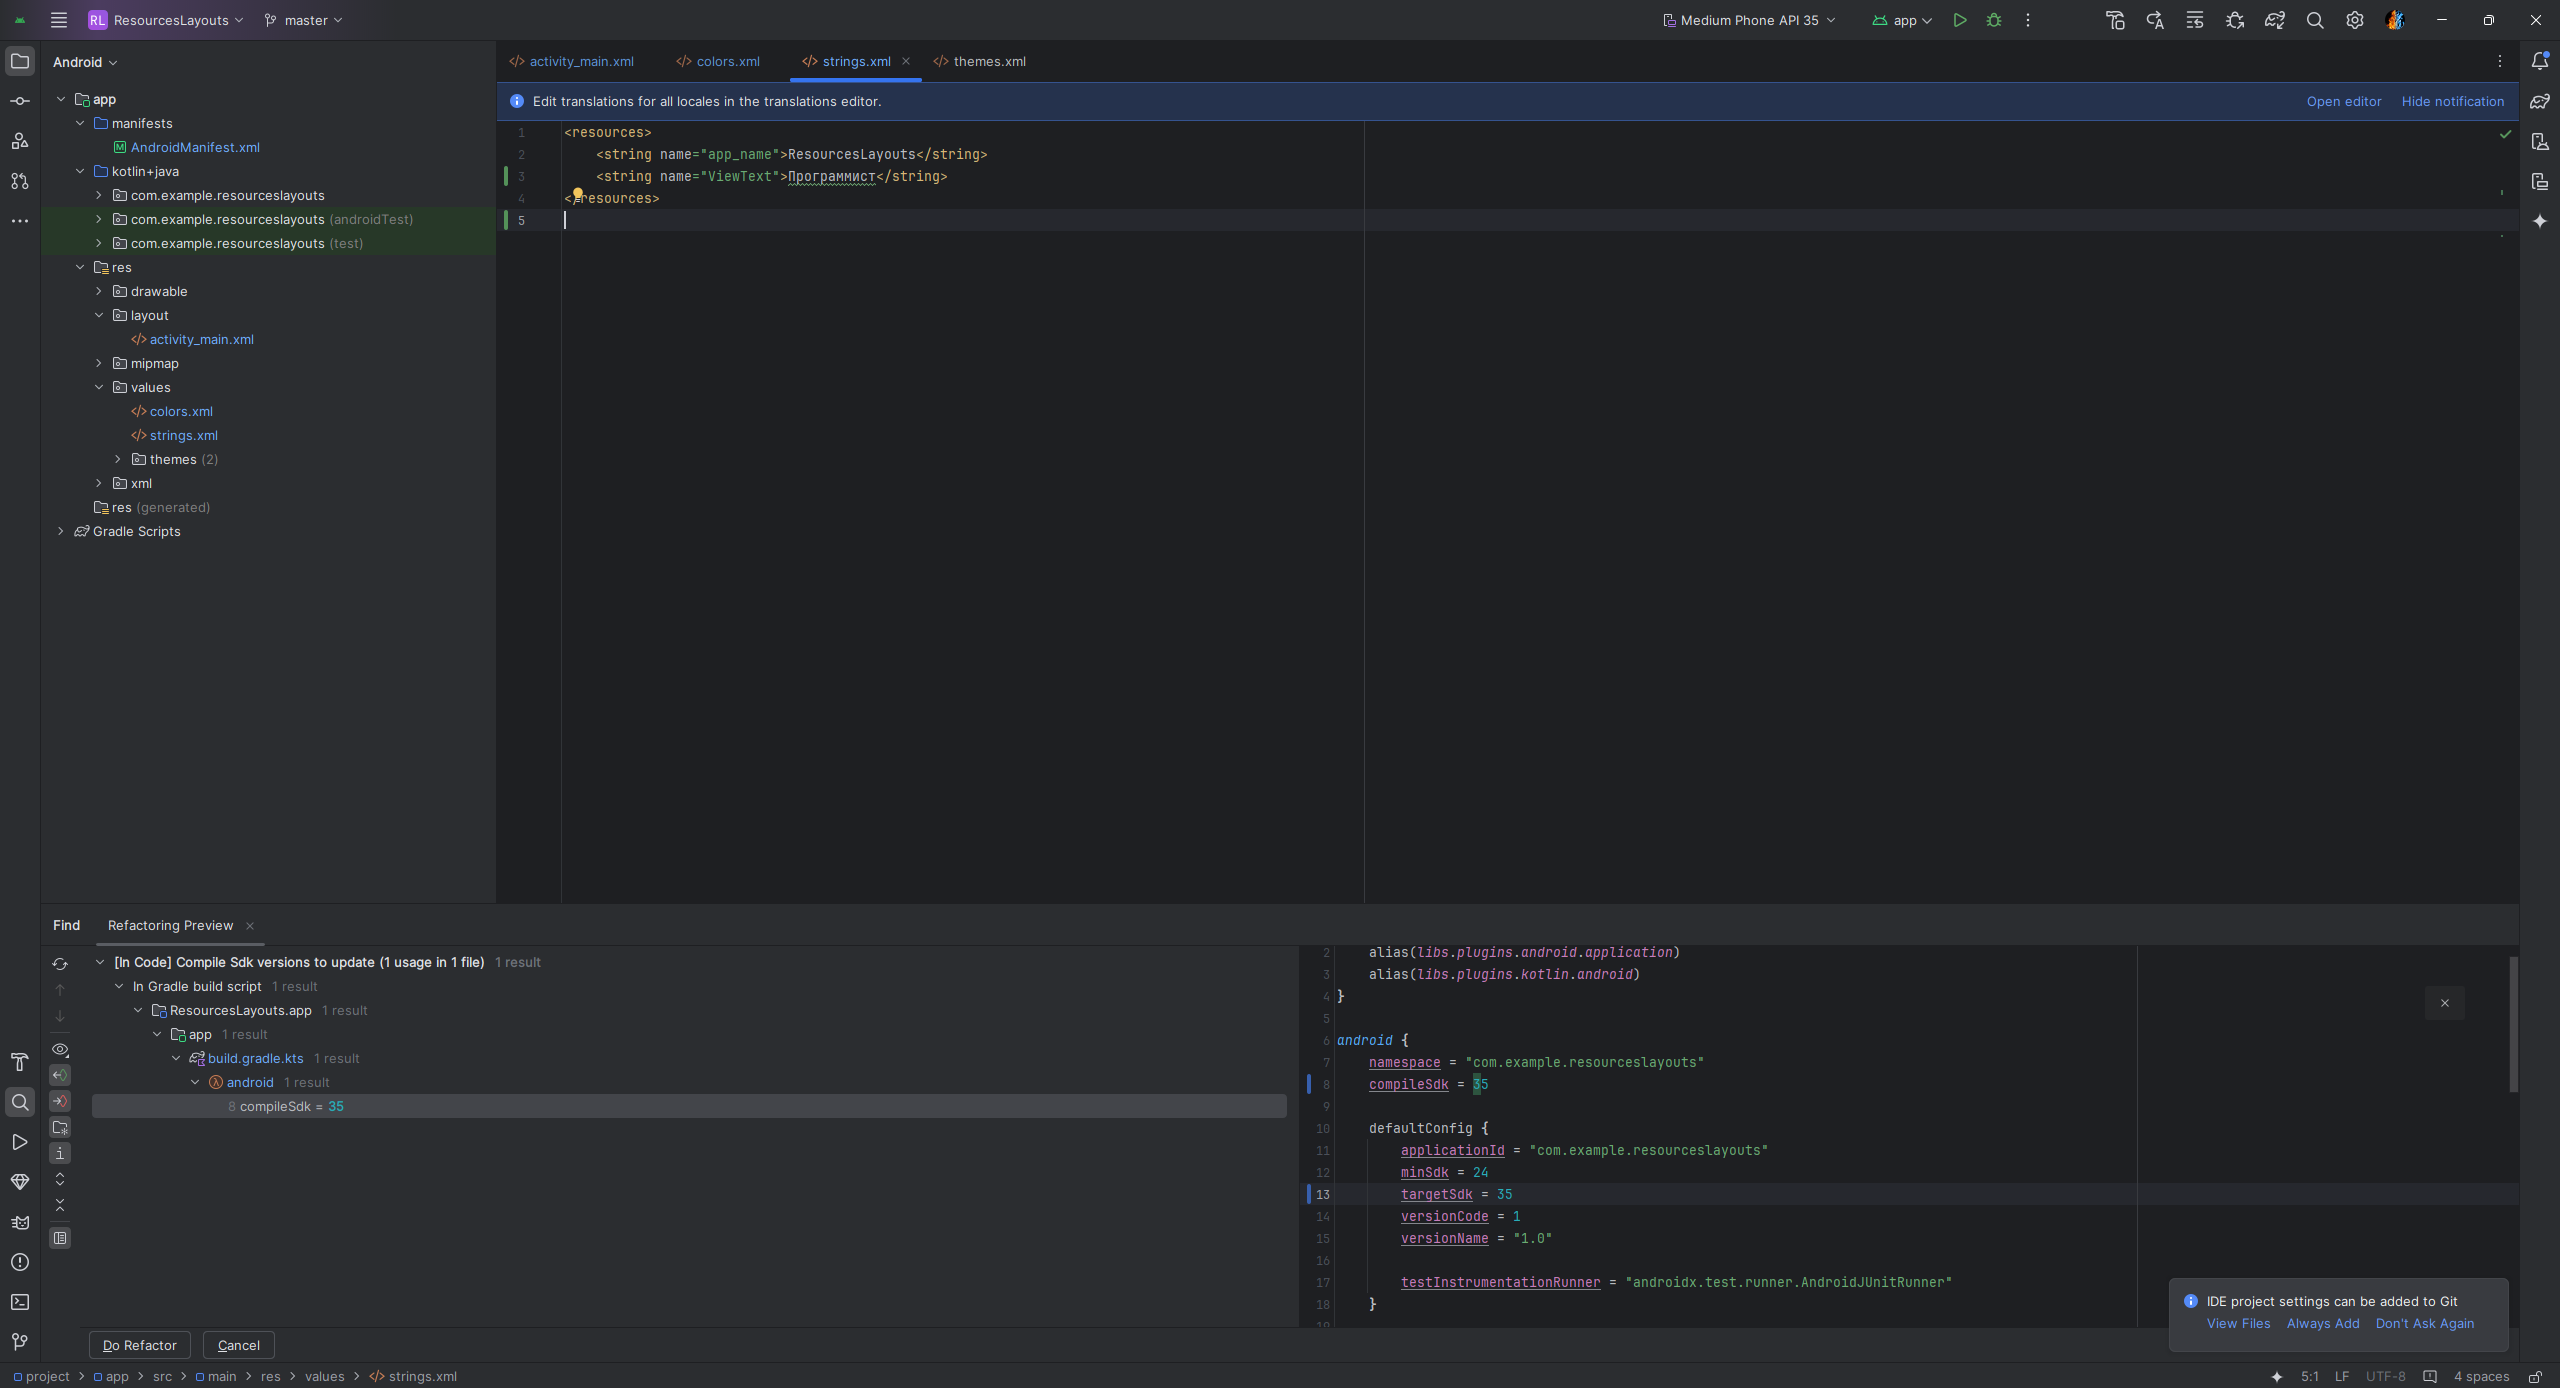 RL ResourcesLayouts master Medium Phone API 35 app
Android
app
manifests
AndroidManifest.xml
kotlin+java
com.example.resourceslayouts
com.example.resourceslayouts (androidTest)
com.example.resourceslayouts (test)
res
drawable
layout
activity_main.xml
mipmap
values
colors.xml
strings.xml
themes (2)
xml
res (generated)
Gradle Scripts
activity_main.xml colors.xml strings.xml themes.xml
Edit translations for all locales in the translations editor. Open editor Hide notification
1 <resources>
2 <string name="app_name">ResourcesLayouts</string>
3 <string name="ViewText">Программист</string>
4 </resources>
5
Find Refactoring Preview
[In Code] Compile Sdk versions to update (1 usage in 1 file) 1 result
In Gradle build script 1 result
ResourcesLayouts.app 1 result
app 1 result
build.gradle.kts 1 result
android 1 result
8 compileSdk = 35
2 alias(libs.plugins.android.application)
3 alias(libs.plugins.kotlin.android)
4 }
5
6 android {
7 namespace = "com.example.resourceslayouts"
8 compileSdk = 35
9
10 defaultConfig {
11 applicationId = "com.example.resourceslayouts"
12 minSdk = 24
13 targetSdk = 35
14 versionCode = 1
15 versionName = "1.0"
16
17 testInstrumentationRunner = "androidx.test.runner.AndroidJUnitRunner"
18 }
19
IDE project settings can be added to Git
View Files Always Add Don't Ask Again
Do Refactor Cancel
project > app > src > main > res > values > strings.xml
5:1 LF UTF-8 4 spaces